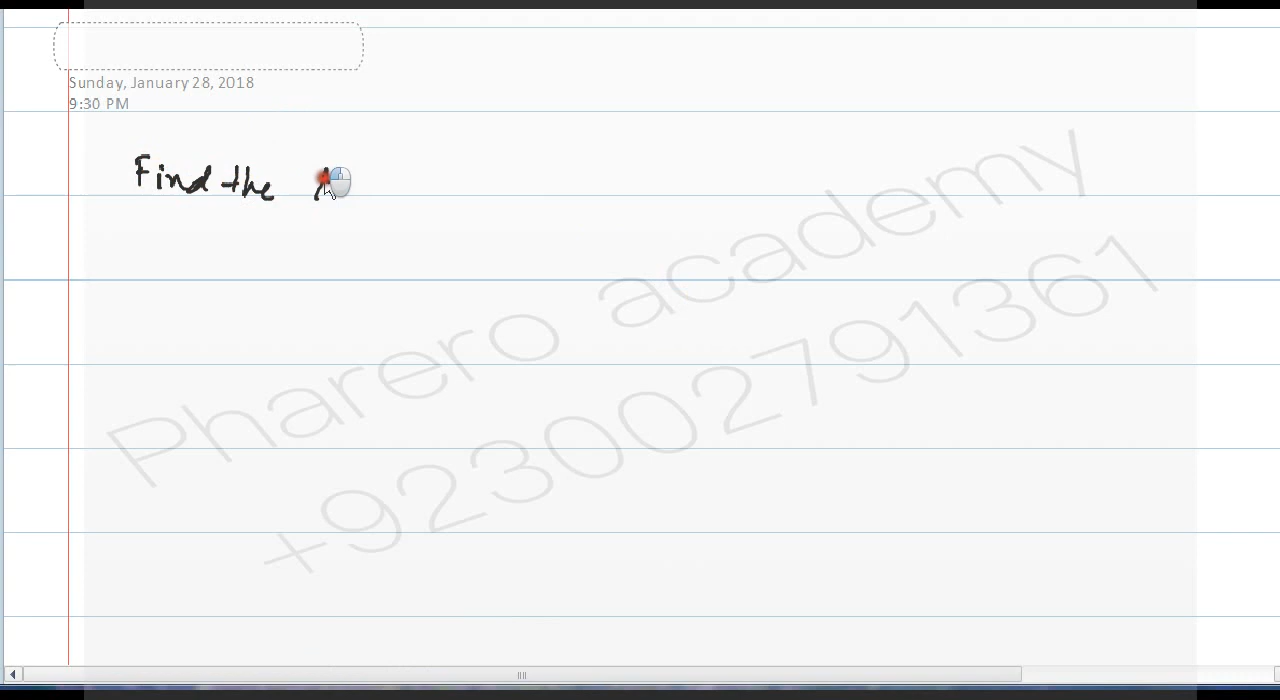 Sunday, January 28, 2018
9:30 PM
Find the
Pharero academy
+923002791361